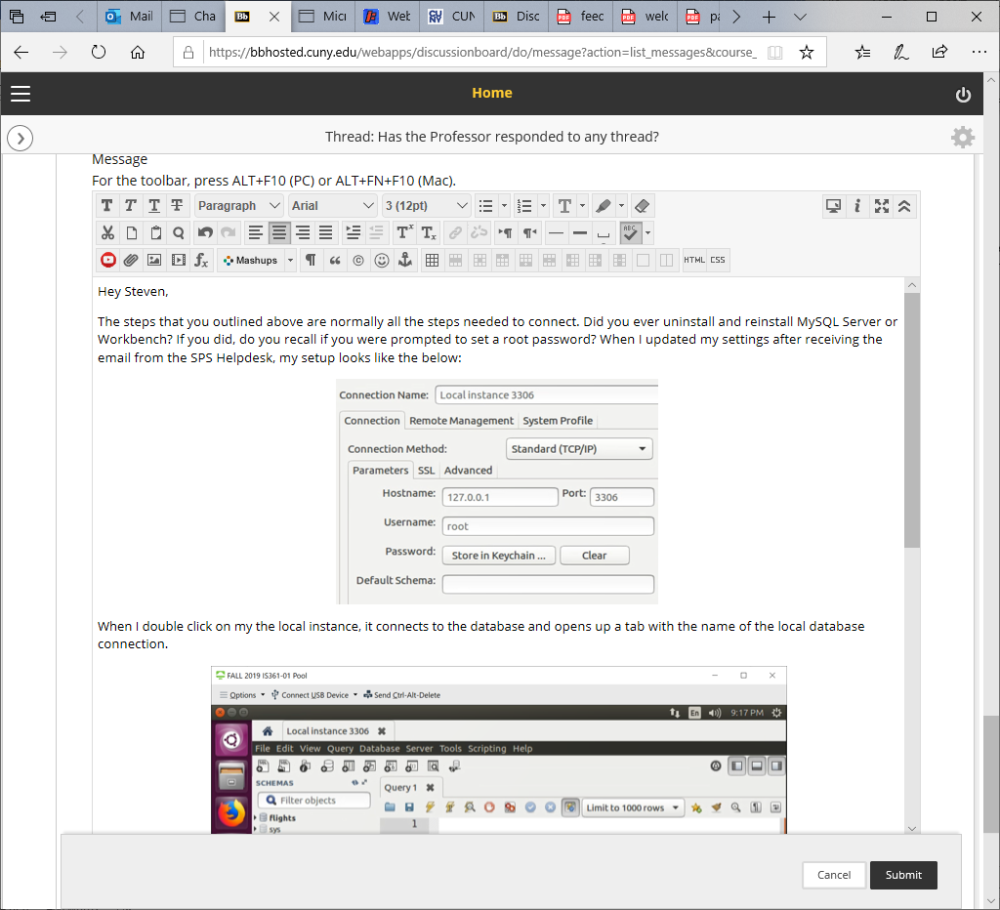 Mail
Cha
Bb
Mici
Web
CUN
Bb Disc
PDF feec
PDF welc
PDF pa
https://bbhosted.cuny.edu/webapps/discussionboard/do/message?action=list_messages&course_
Home
Thread: Has the Professor responded to any thread?
Message
For the toolbar, press ALT+F10 (PC) or ALT+FN+F10 (Mac).
T T T T Paragraph Arial 3 (12pt) T
ABC
Mashups HTML CSS
Hey Steven,
The steps that you outlined above are normally all the steps needed to connect. Did you ever uninstall and reinstall MySQL Server or
Workbench? If you did, do you recall if you were prompted to set a root password? When I updated my settings after receiving the
email from the SPS Helpdesk, my setup looks like the below:
Connection Name: Local instance 3306
Connection Remote Management System Profile
Connection Method: Standard (TCP/IP)
Parameters SSL Advanced
Hostname: 127.0.0.1 Port: 3306
Username: root
Password: Store in Keychain ... Clear
Default Schema:
When I double click on my the local instance, it connects to the database and opens up a tab with the name of the local database
connection.
FALL 2019 IS361-01 Pool
Options Connect USB Device Send Ctrl-Alt-Delete
En 9:17 PM
Local instance 3306
File Edit View Query Database Server Tools Scripting Help
SCHEMAS
Query 1
Filter objects
Limit to 1000 rows
flights
1
sys
Cancel
Submit